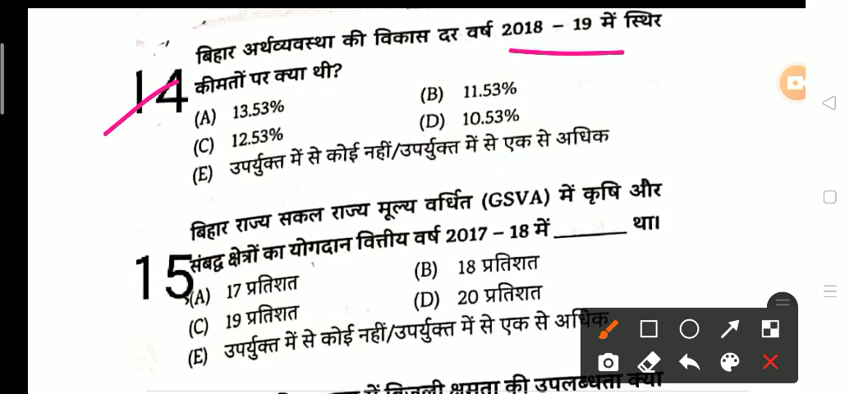 बिहार अर्थव्यवस्था की विकास दर वर्ष 2018 – 19 में स्थिर
14 कीमतों पर क्या थी?
(A) 13.53% (B) 11.53%
(C) 12.53% (D) 10.53%
(E) उपर्युक्त में से कोई नहीं/उपर्युक्त में से एक से अधिक
बिहार राज्य सकल राज्य मूल्य वर्धित (GSVA) में कृषि और
15 संबद्ध क्षेत्रों का योगदान वित्तीय वर्ष 2017 – 18 में ______ था।
(A) 17 प्रतिशत (B) 18 प्रतिशत
(C) 19 प्रतिशत (D) 20 प्रतिशत
(E) उपर्युक्त में से कोई नहीं/उपर्युक्त में से एक से अधिक
में बिजली क्षमता की उपलब्धता क्या